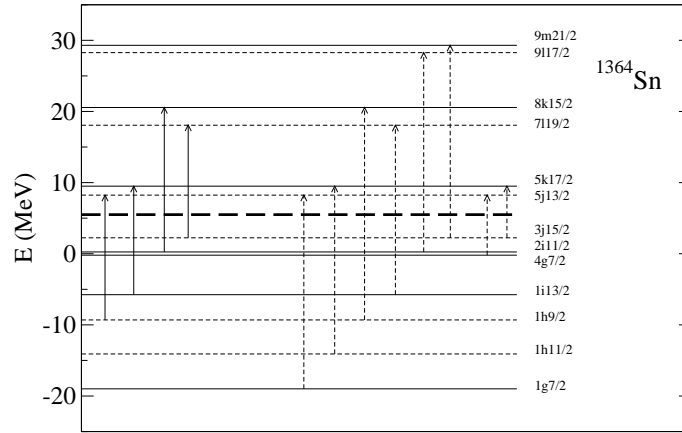 30
20
10
0
-10
-20
E (MeV)
1364Sn
9m21/2
9l17/2
8k15/2
7l19/2
5k17/2
5j13/2
3j15/2
2i11/2
4g7/2
1i13/2
1h9/2
1h11/2
1g7/2